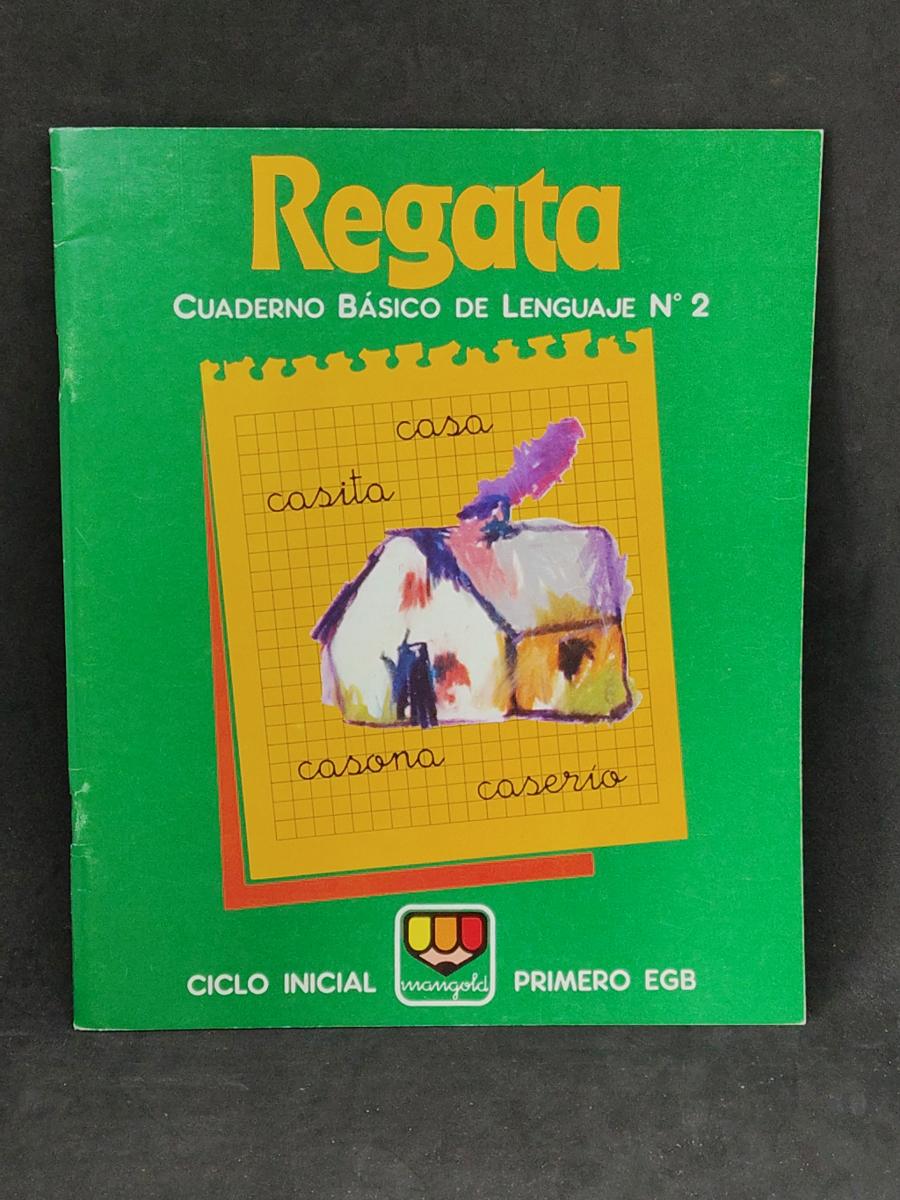 Regata
CUADERNO BÁSICO DE LENGUAJE N° 2
casa
casita
casona
caserío
CICLO INICIAL
mangold
PRIMERO EGB